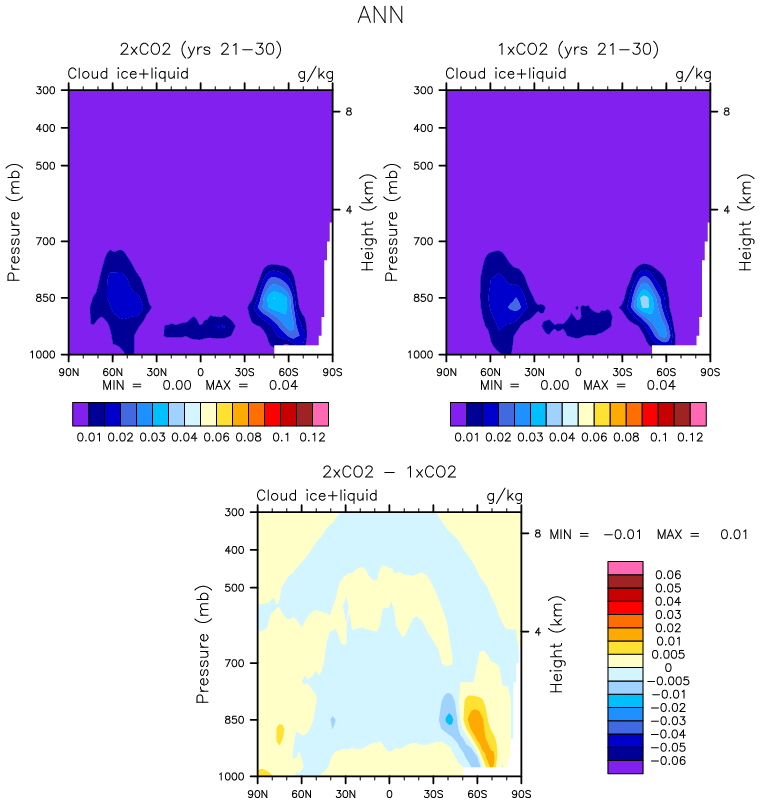 ANN
2xCO2 (yrs 21−30)
Cloud ice+liquid g/kg
300
400
500
700
850
1000
Pressure (mb)
8
4
Height (km)
90N 60N 30N 0 30S 60S 90S
MIN = 0.00 MAX = 0.04
0.01 0.02 0.03 0.04 0.06 0.08 0.1 0.12
1xCO2 (yrs 21−30)
Cloud ice+liquid g/kg
300
400
500
700
850
1000
Pressure (mb)
8
4
Height (km)
90N 60N 30N 0 30S 60S 90S
MIN = 0.00 MAX = 0.04
0.01 0.02 0.03 0.04 0.06 0.08 0.1 0.12
2xCO2 − 1xCO2
Cloud ice+liquid g/kg
300
400
500
700
850
1000
Pressure (mb)
8
4
Height (km)
90N 60N 30N 0 30S 60S 90S
MIN = −0.01 MAX = 0.01
0.06
0.05
0.04
0.03
0.02
0.01
0.005
0
−0.005
−0.01
−0.02
−0.03
−0.04
−0.05
−0.06